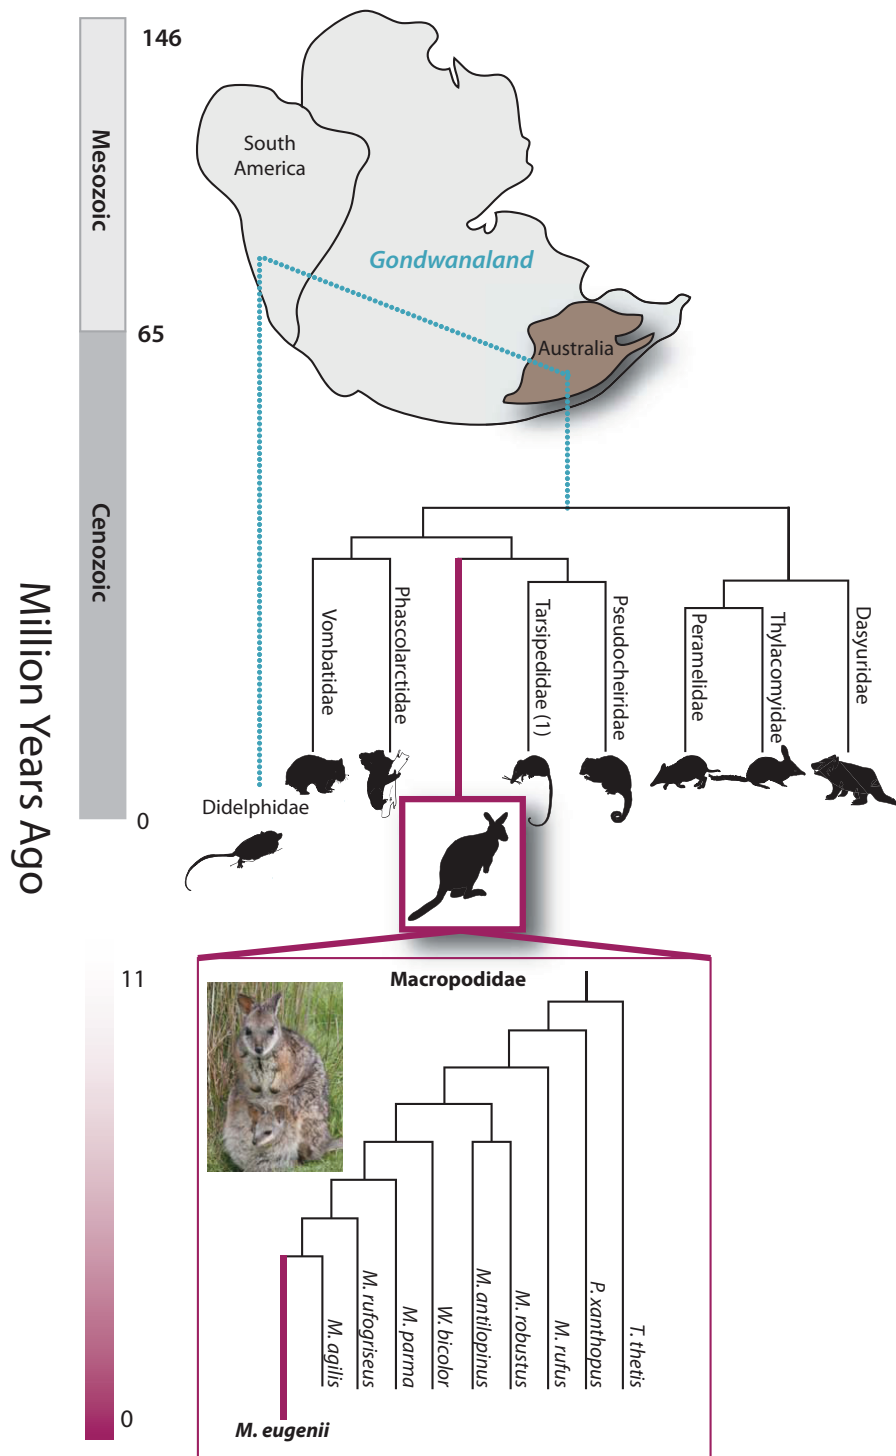 146
Mesozoic
South
America
Gondwanaland
65
Australia
Cenozoic
Million Years Ago
Vombatidae
Phascolarctidae
Tarsipedidae (1)
Pseudocheiridae
Peramelidae
Thylacomyidae
Dasyuridae
Didelphidae
0
11
Macropodidae
M. agilis
M. rufogriseus
M. parma
W. bicolor
M. antilopinus
M. robustus
M. rufus
P. xanthopus
T. thetis
0
M. eugenii